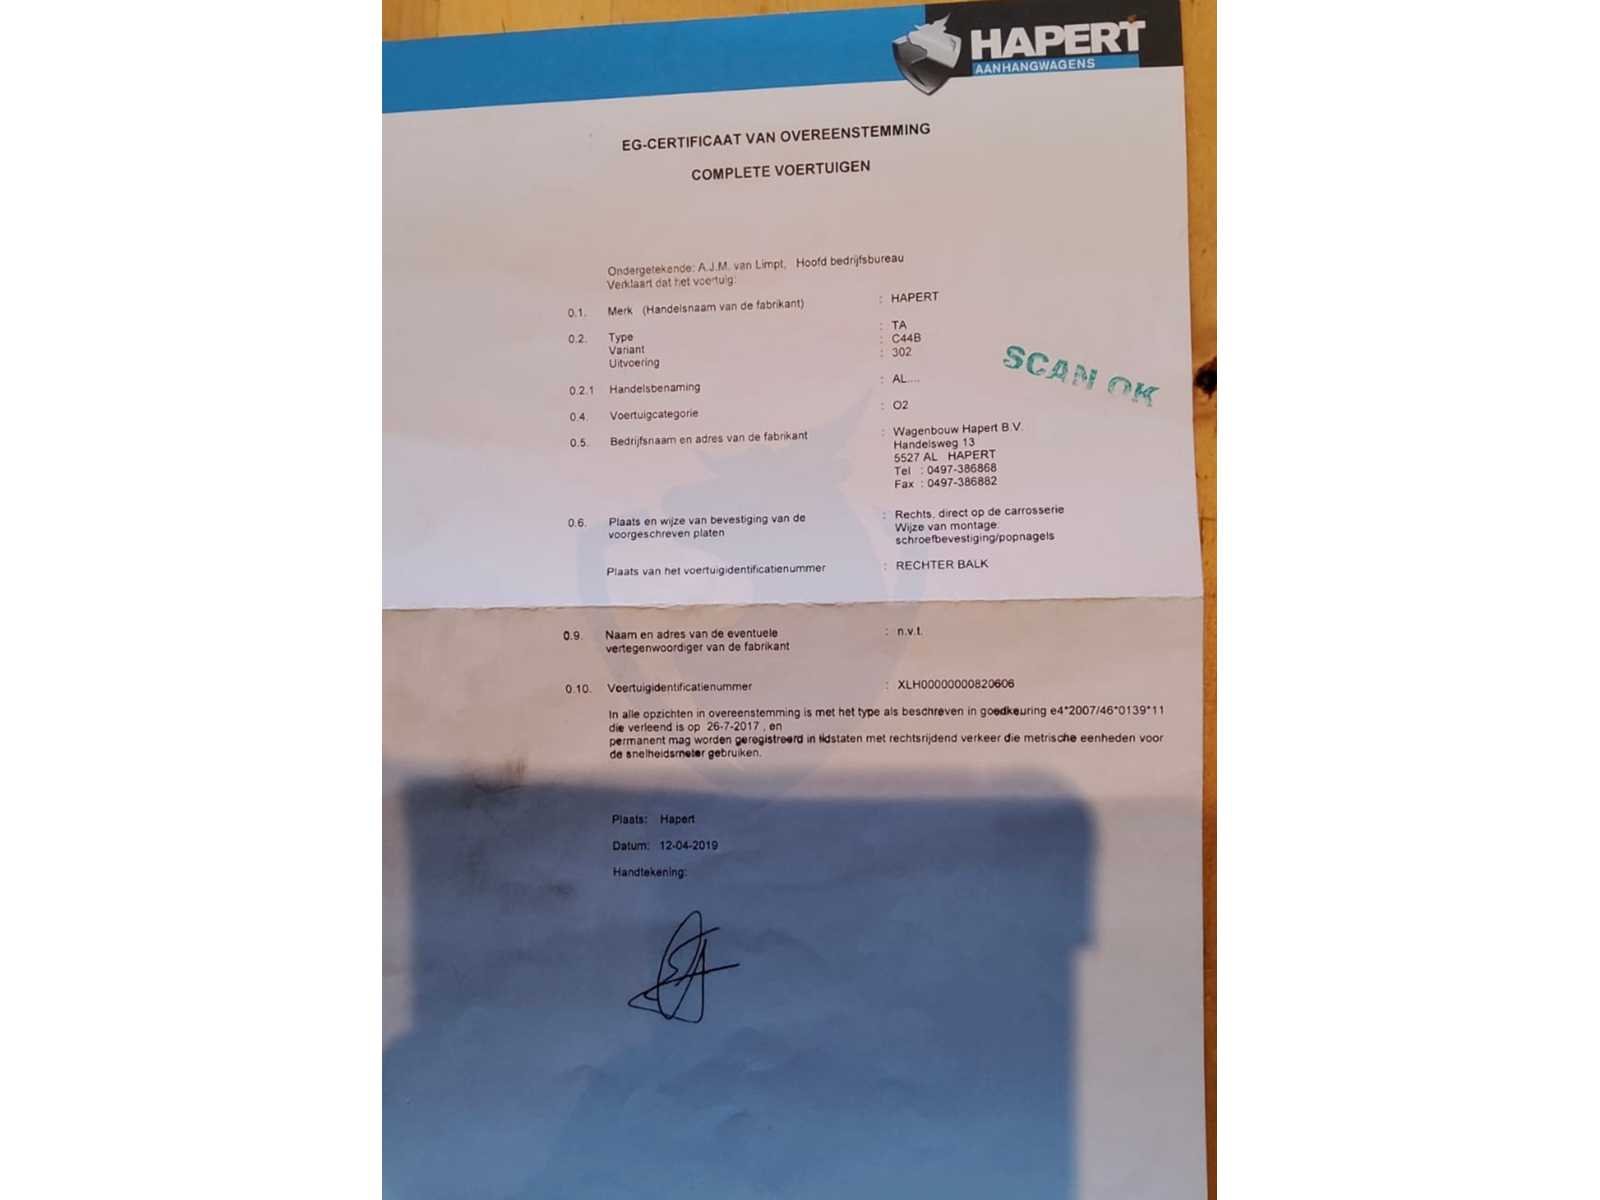 HAPERT
AANHANGWAGENS
EG-CERTIFICAAT VAN OVEREENSTEMMING
COMPLETE VOERTUIGEN
Ondergetekende: A.J.M. van Limpt, Hoofd bedrijfsbureau
Verklaart dat het voertuig:
0.1. Merk (Handelsnaam van de fabrikant) : HAPERT
0.2. Type : TA
Variant : C44B
Uitvoering : 302
SCAN OK
0.2.1 Handelsbenaming : AL....
0.4. Voertuigcategorie : O2
0.5. Bedrijfsnaam en adres van de fabrikant : Wagenbouw Hapert B.V.
Handelsweg 13
5527 AL HAPERT
Tel : 0497-386868
Fax : 0497-386882
0.6. Plaats en wijze van bevestiging van de : Rechts, direct op de carrosserie
voorgeschreven platen Wijze van montage:
schroefbevestiging/popnagels
Plaats van het voertuigidentificatienummer : RECHTER BALK
0.9. Naam en adres van de eventuele : n.v.t.
vertegenwoordiger van de fabrikant
0.10. Voertuigidentificatienummer : XLH00000000820606
In alle opzichten in overeenstemming is met het type als beschreven in goedkeuring e4*2007/46*0139*11
die verleend is op 26-7-2017 , en
permanent mag worden geregistreerd in lidstaten met rechtsrijdend verkeer die metrische eenheden voor
de snelheidsmeter gebruiken.
Plaats: Hapert
Datum: 12-04-2019
Handtekening: